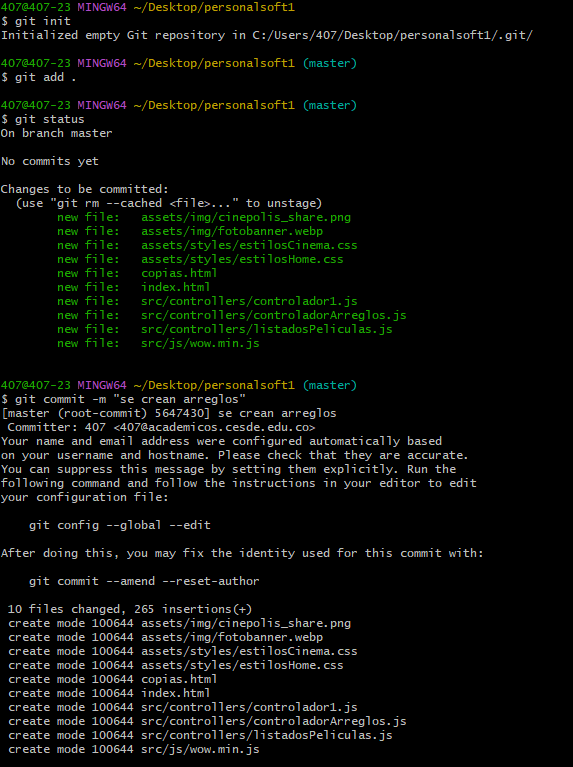 407@407-23 MINGW64 ~/Desktop/personalsoft1
$ git init
Initialized empty Git repository in C:/Users/407/Desktop/personalsoft1/.git/
407@407-23 MINGW64 ~/Desktop/personalsoft1 (master)
$ git add .
407@407-23 MINGW64 ~/Desktop/personalsoft1 (master)
$ git status
On branch master
No commits yet
Changes to be committed:
  (use "git rm --cached <file>..." to unstage)
        new file:   assets/img/cinepolis_share.png
        new file:   assets/img/fotobanner.webp
        new file:   assets/styles/estilosCinema.css
        new file:   assets/styles/estilosHome.css
        new file:   copias.html
        new file:   index.html
        new file:   src/controllers/controlador1.js
        new file:   src/controllers/controladorArreglos.js
        new file:   src/controllers/listadosPeliculas.js
        new file:   src/js/wow.min.js
407@407-23 MINGW64 ~/Desktop/personalsoft1 (master)
$ git commit -m "se crean arreglos"
[master (root-commit) 5647430] se crean arreglos
 Committer: 407 <407@academicos.cesde.edu.co>
Your name and email address were configured automatically based
on your username and hostname. Please check that they are accurate.
You can suppress this message by setting them explicitly. Run the
following command and follow the instructions in your editor to edit
your configuration file:
    git config --global --edit
After doing this, you may fix the identity used for this commit with:
    git commit --amend --reset-author
 10 files changed, 265 insertions(+)
 create mode 100644 assets/img/cinepolis_share.png
 create mode 100644 assets/img/fotobanner.webp
 create mode 100644 assets/styles/estilosCinema.css
 create mode 100644 assets/styles/estilosHome.css
 create mode 100644 copias.html
 create mode 100644 index.html
 create mode 100644 src/controllers/controlador1.js
 create mode 100644 src/controllers/controladorArreglos.js
 create mode 100644 src/controllers/listadosPeliculas.js
 create mode 100644 src/js/wow.min.js